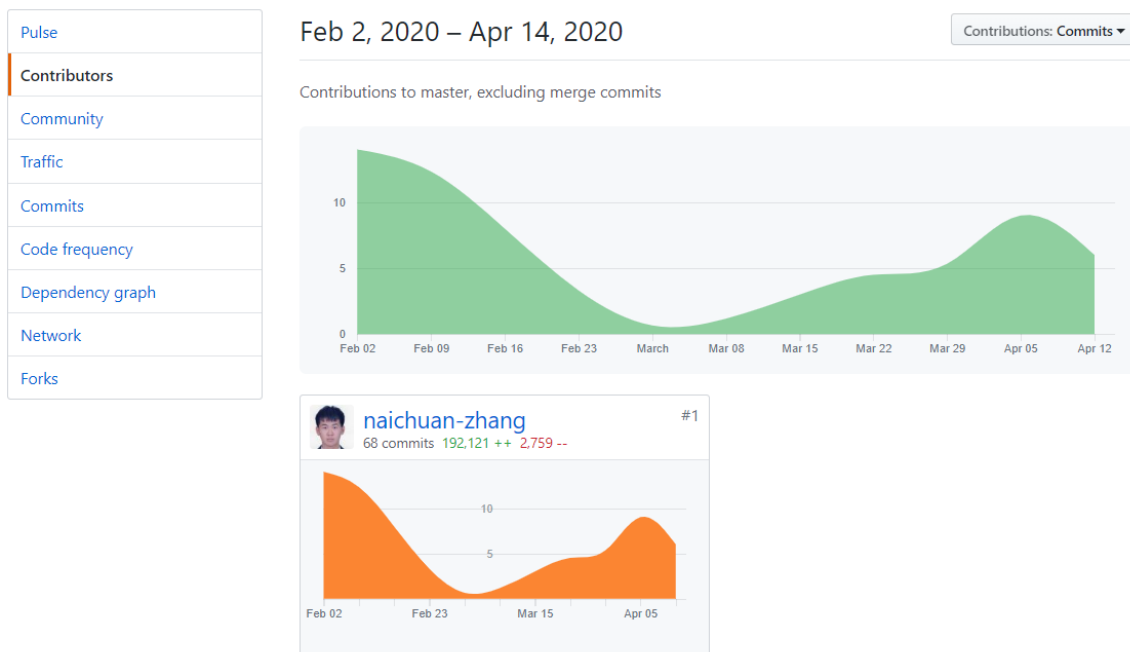 Pulse
Contributors
Community
Traffic
Commits
Code frequency
Dependency graph
Network
Forks
Feb 2, 2020 – Apr 14, 2020
Contributions: Commits
Contributions to master, excluding merge commits
10
5
0
Feb 02 Feb 09 Feb 16 Feb 23 March Mar 08 Mar 15 Mar 22 Mar 29 Apr 05 Apr 12
naichuan-zhang #1
68 commits 192,121 ++ 2,759 --
10
5
Feb 02 Feb 23 Mar 15 Apr 05